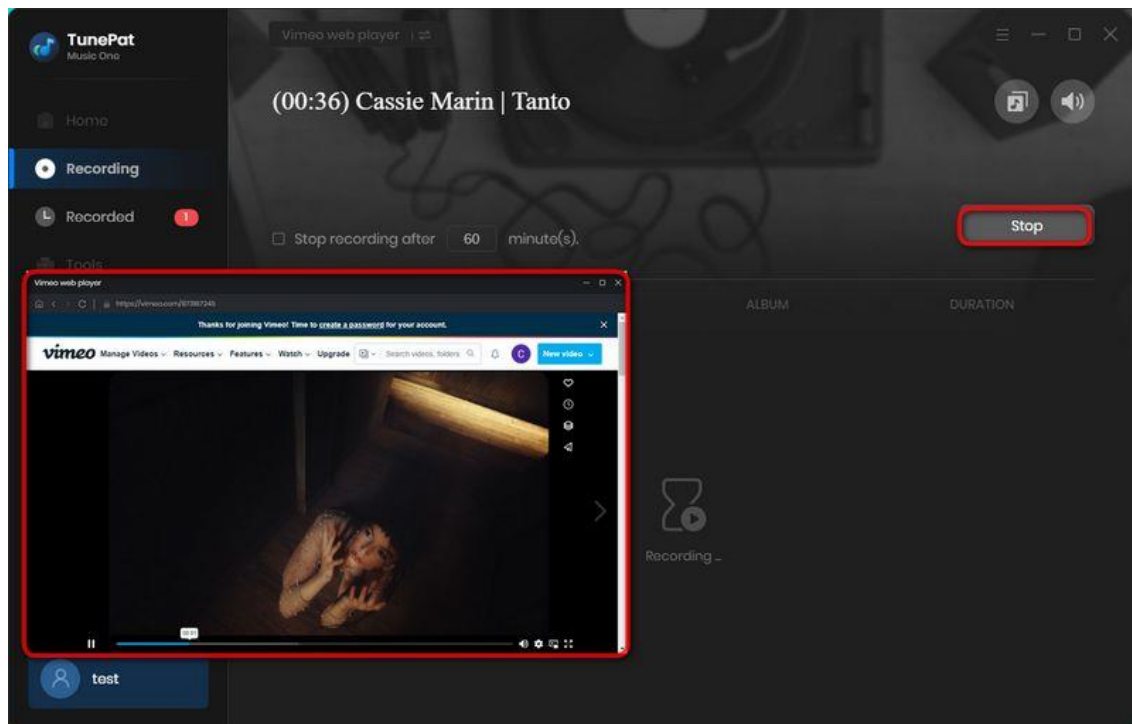 TunePat
Music One
Vimeo web player
(00:36) Cassie Marin | Tanto
Home
Recording
Recorded 1
Stop recording after 60 minute(s).
Stop
Tools
ALBUM DURATION
Vimeo web player
Thanks for joining Vimeo! Time to create a password for your account.
vimeo Manage Videos Resources Features Watch Upgrade Search videos, folders C New video
Recording
test